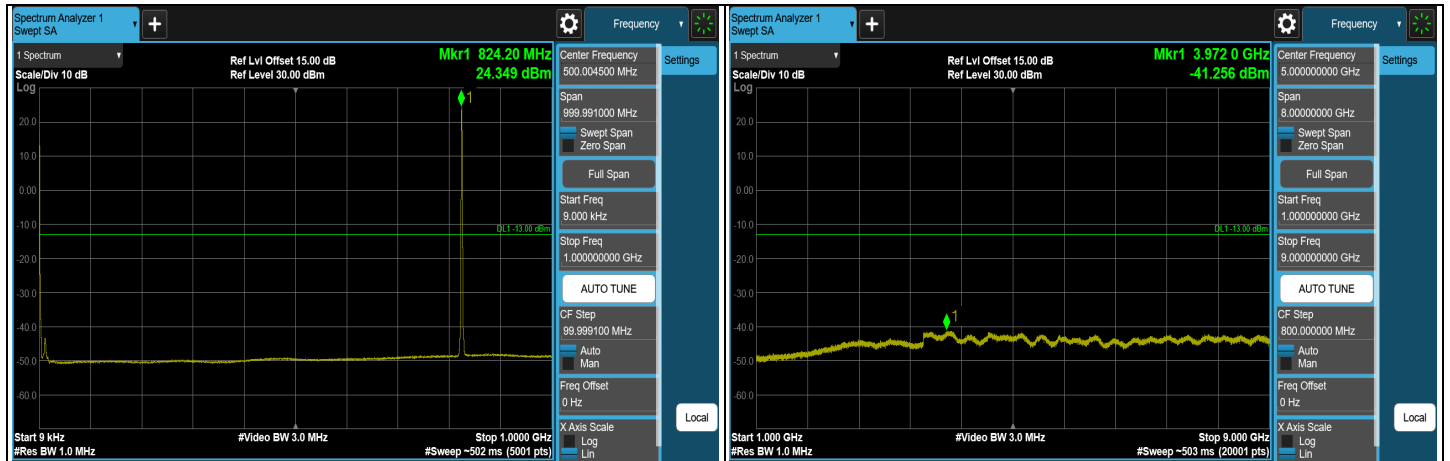 Spectrum Analyzer 1
Swept SA
+
Frequency
1 Spectrum
Ref Lvl Offset 15.00 dB
Mkr1 824.20 MHz
Scale/Div 10 dB
Ref Level 30.00 dBm
24.349 dBm
Log
1
20.0
10.0
0.00
-10.0
DL1 -13.00 dBm
-20.0
-30.0
-40.0
-50.0
-60.0
Start 9 kHz
#Video BW 3.0 MHz
Stop 1.0000 GHz
#Res BW 1.0 MHz
#Sweep ~502 ms (5001 pts)
Center Frequency
500.004500 MHz
Settings
Span
999.991000 MHz
Swept Span
Zero Span
Full Span
Start Freq
9.000 kHz
Stop Freq
1.000000000 GHz
AUTO TUNE
CF Step
99.999100 MHz
Auto
Man
Freq Offset
0 Hz
X Axis Scale
Log
Lin
Local
Spectrum Analyzer 1
Swept SA
+
Frequency
1 Spectrum
Ref Lvl Offset 15.00 dB
Mkr1 3.972 0 GHz
Scale/Div 10 dB
Ref Level 30.00 dBm
-41.256 dBm
Log
20.0
10.0
0.00
-10.0
DL1 -13.00 dBm
-20.0
-30.0
1
-40.0
-50.0
-60.0
Start 1.000 GHz
#Video BW 3.0 MHz
Stop 9.000 GHz
#Res BW 1.0 MHz
#Sweep ~503 ms (20001 pts)
Center Frequency
5.00000000 GHz
Settings
Span
8.00000000 GHz
Swept Span
Zero Span
Full Span
Start Freq
1.000000000 GHz
Stop Freq
9.000000000 GHz
AUTO TUNE
CF Step
800.000000 MHz
Auto
Man
Freq Offset
0 Hz
X Axis Scale
Log
Lin
Local